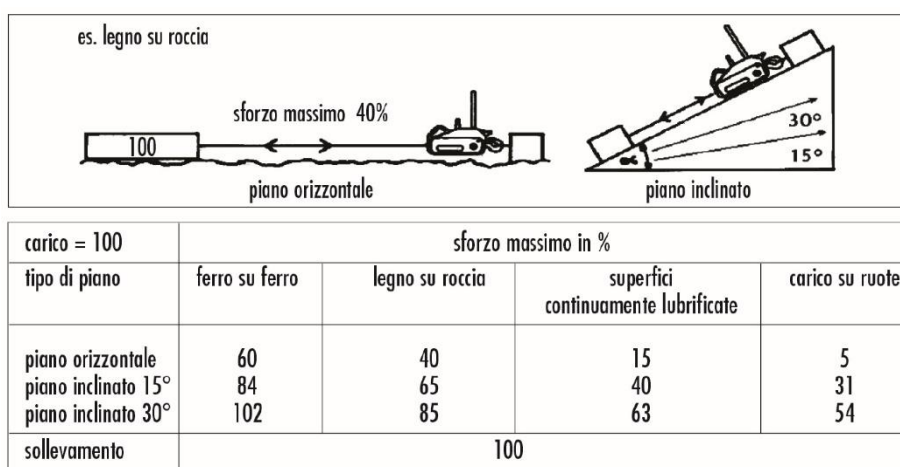 es. legno su roccia
sforzo massimo 40%
100
piano orizzontale
30°
15°
α
piano inclinato
carico = 100 sforzo massimo in %
tipo di piano ferro su ferro legno su roccia superfici continuamente lubrificate carico su ruote
piano orizzontale 60 40 15 5
piano inclinato 15° 84 65 40 31
piano inclinato 30° 102 85 63 54
sollevamento 100